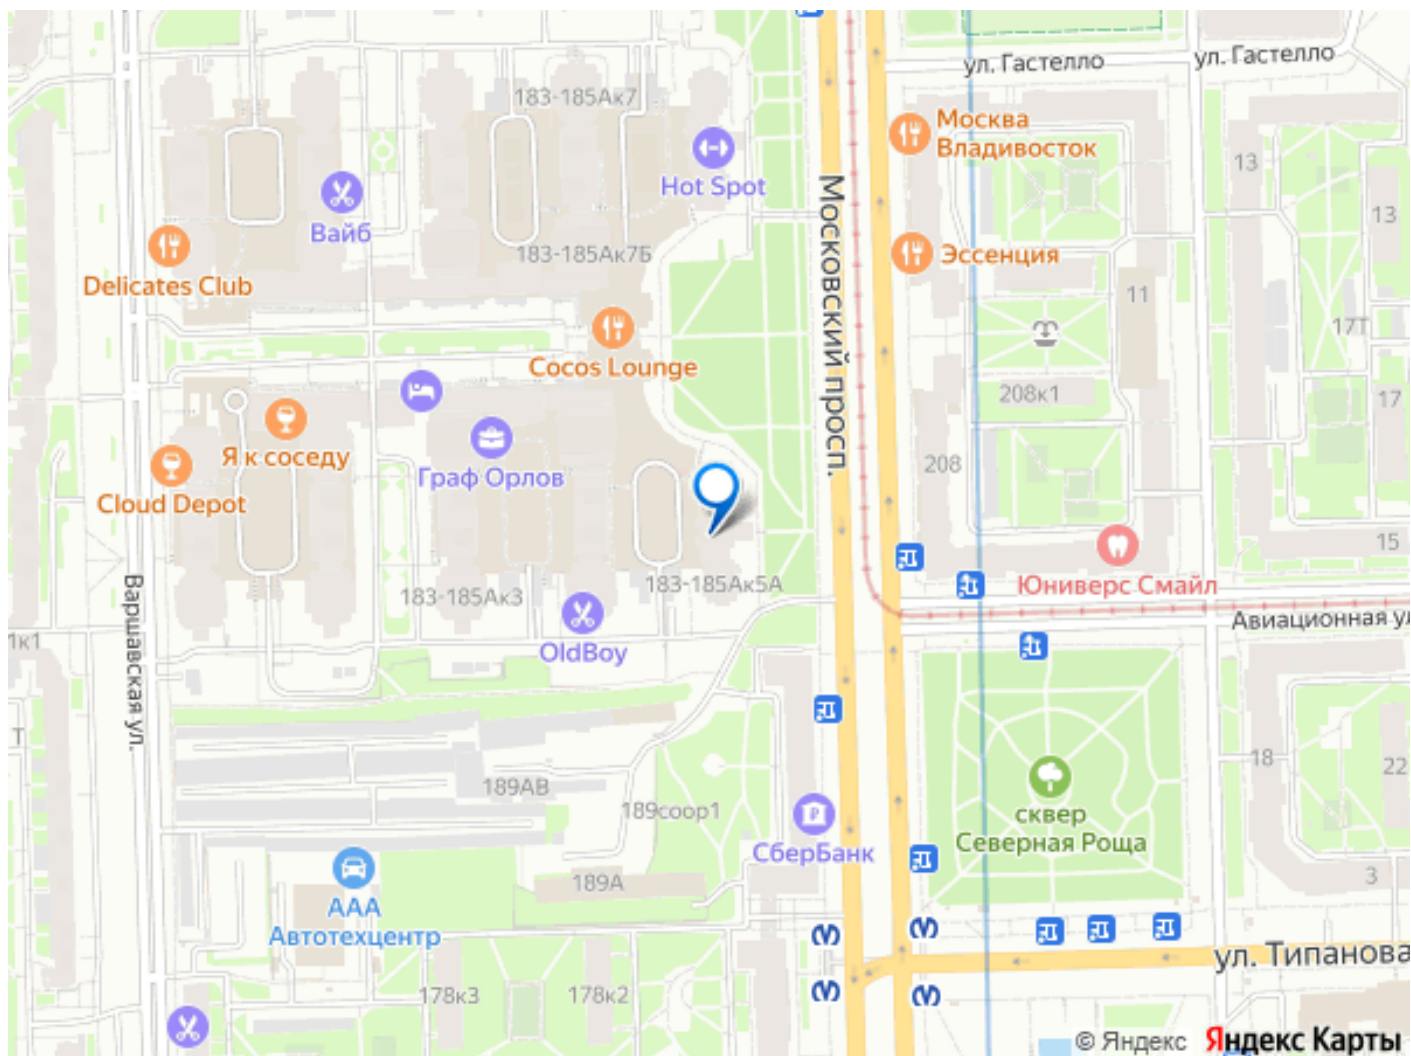 ул. Гастелло
ул. Гастелло
183-185Ак7
Москва
Владивосток
Hot Spot
13
13
Вайб
183-185Ак7Б
Эссенция
Delicates Club
11
Московский просп.
17Т
Cocos Lounge
208к1
17
Я к соседу
Граф Орлов
208
Cloud Depot
15
183-185Ак5А
183-185Ак3
Юниверс Смайл
Варшавская ул.
1к1
OldBoy
Авиационная ул
Т
18
22
189АВ
189соор1
сквер
Северная Роща
СберБанк
189А
3
ААА
Автотехцентр
ул. Типанова
178к3
178к2
© Яндекс Яндекс Карты